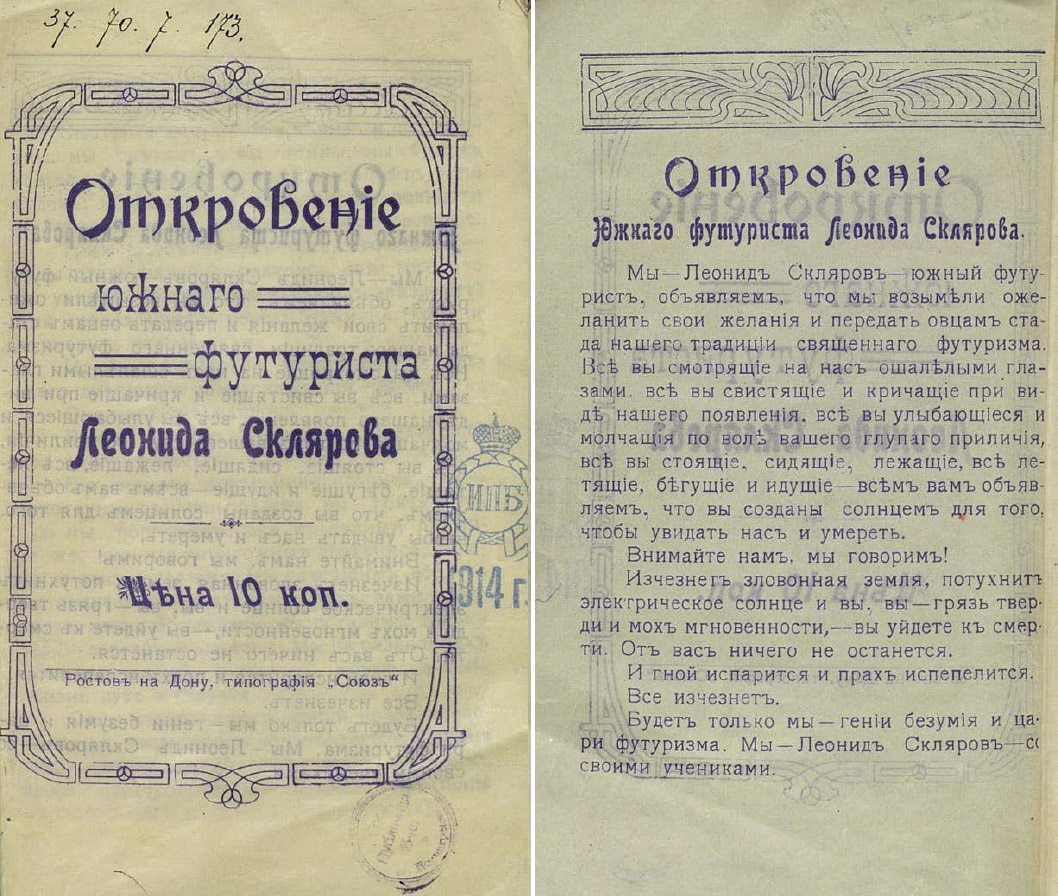 37. 70. 7. 173.
Откровеніе
южнаго
футуриста
Леонида Склярова
Цѣна 10 коп.
Ростовъ на Дону, типографія „Союзъ“
ИПБ
1914 г.
Откровеніе
Южнаго футуриста Леонида Склярова.
Мы—Леонидъ Скляровъ—южный футу-
ристъ, объявляемъ, что мы возымѣли оже-
ланить свои желанія и передать овцамъ ста-
да нашего традиціи священнаго футуризма.
Всѣ вы смотрящіе на насъ ошалѣлыми гла-
зами, всѣ вы свистящіе и кричащіе при ви-
дѣ нашего появленія, всѣ вы улыбающіеся и
молчащія по волѣ вашего глупаго приличія,
всѣ вы стоящіе, сидящіе, лежащіе, всѣ ле-
тящіе, бѣгущіе и идущіе—всѣмъ вамъ объяв-
ляемъ, что вы созданы солнцемъ для того,
чтобы увидать насъ и умереть.
Внимайте намъ, мы говоримъ!
Изчезнетъ зловонная земля, потухнитъ
электрическое солнце и вы, вы—грязь твер-
ди и мохъ мгновенности,—вы уйдете къ смер-
ти. Отъ васъ ничего не останется.
И гной испарится и прахъ испепелится.
Все изчезнетъ.
Будетъ только мы—геніи безумія и ца-
ри футуризма. Мы—Леонидъ Скляровъ—со
своими учениками.